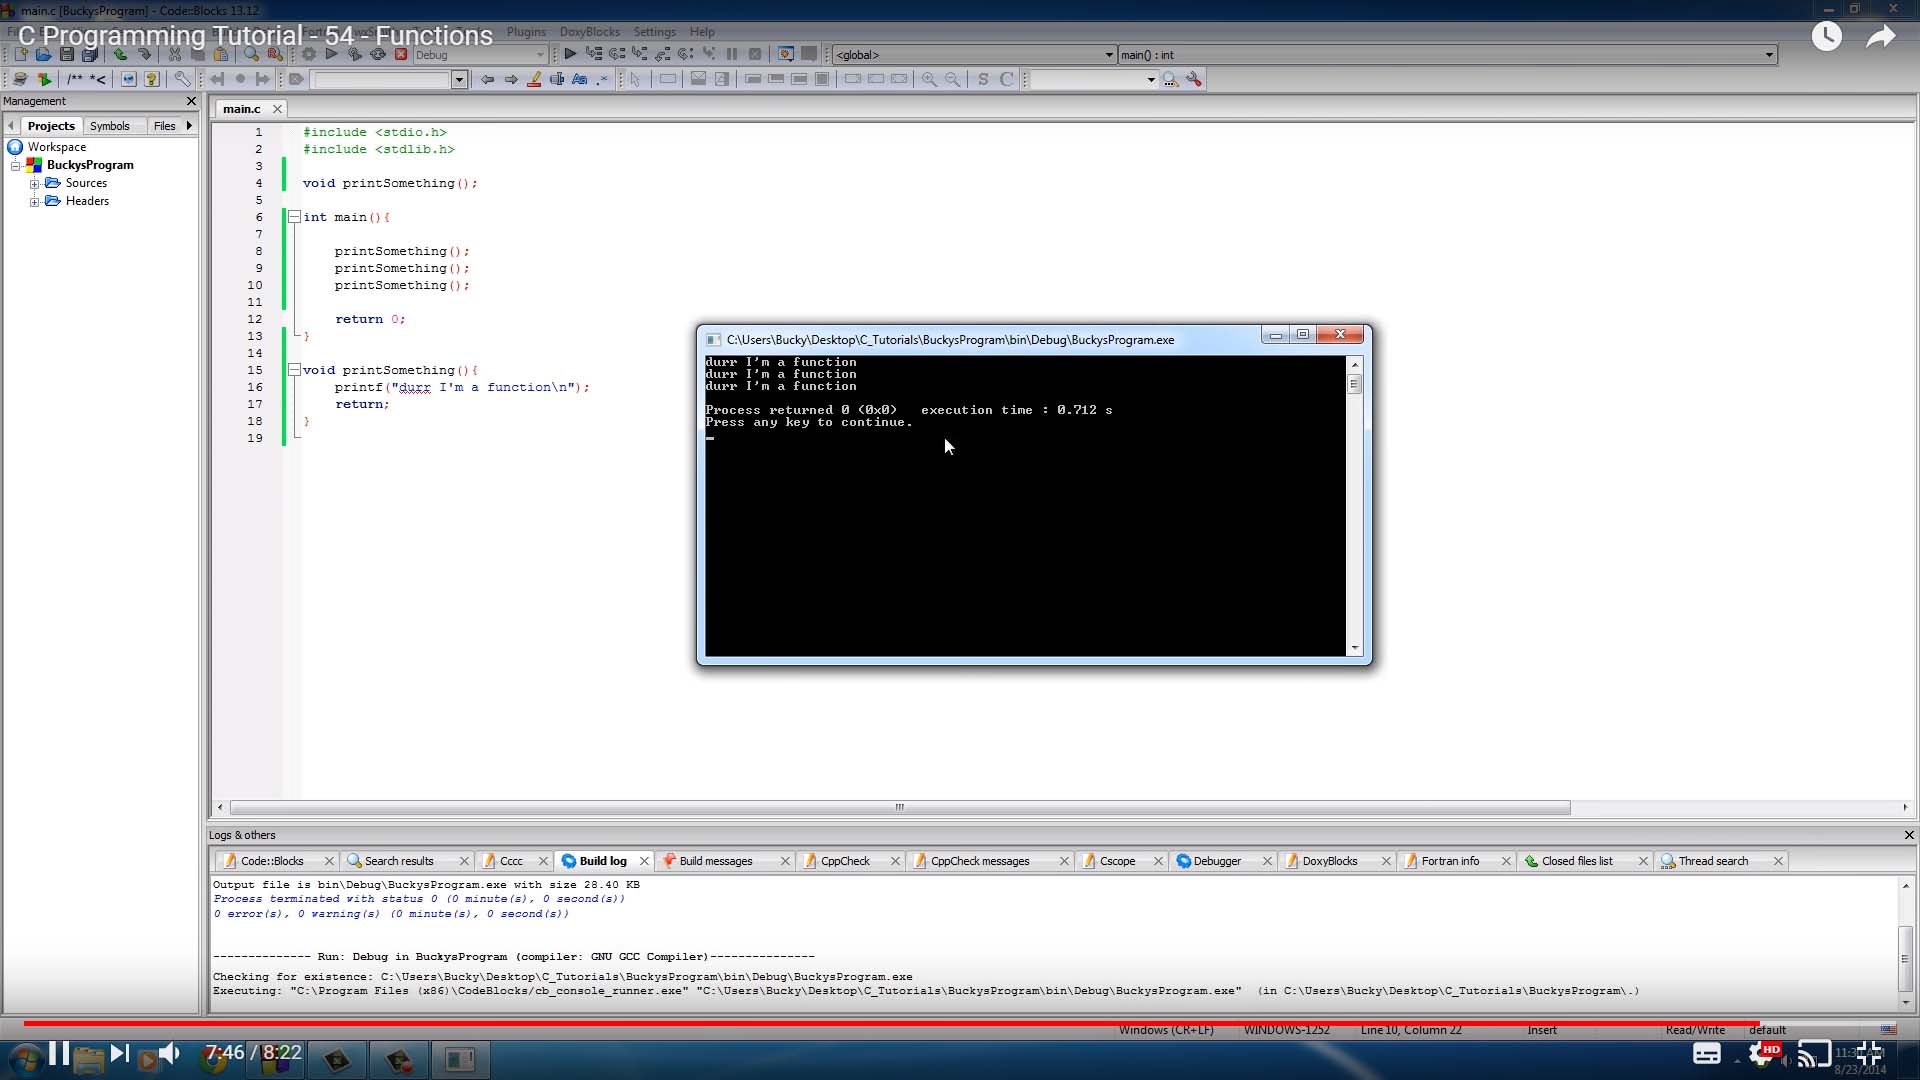 main.c [BuckysProgram] - Code::Blocks 13.12
C Programming Tutorial - 54 - Functions
Plugins DoxyBlocks Settings Help
Debug
<global>
main() : int
/** *<
S C
Management
main.c
Projects Symbols Files
Workspace
BuckysProgram
Sources
Headers
1 #include <stdio.h>
2 #include <stdlib.h>
3
4 void printSomething();
5
6 int main(){
7
8 printSomething();
9 printSomething();
10 printSomething();
11
12 return 0;
13 }
14
15 void printSomething(){
16 printf("durr I'm a function\n");
17 return;
18 }
19
C:\Users\Bucky\Desktop\C_Tutorials\BuckysProgram\bin\Debug\BuckysProgram.exe
durr I'm a function
durr I'm a function
durr I'm a function
Process returned 0 (0x0) execution time : 0.712 s
Press any key to continue.
Logs & others
Code::Blocks Search results Cccc Build log Build messages CppCheck CppCheck messages Cscope Debugger DoxyBlocks Fortran info Closed files list Thread search
Output file is bin\Debug\BuckysProgram.exe with size 28.40 KB
Process terminated with status 0 (0 minute(s), 0 second(s))
0 error(s), 0 warning(s) (0 minute(s), 0 second(s))
-------------- Run: Debug in BuckysProgram (compiler: GNU GCC Compiler)---------------
Checking for existence: C:\Users\Bucky\Desktop\C_Tutorials\BuckysProgram\bin\Debug\BuckysProgram.exe
Executing: "C:\Program Files (x86)\CodeBlocks/cb_console_runner.exe" "C:\Users\Bucky\Desktop\C_Tutorials\BuckysProgram\bin\Debug\BuckysProgram.exe" (in C:\Users\Bucky\Desktop\C_Tutorials\BuckysProgram\.)
Windows (CR+LF) WINDOWS-1252 Line 10, Column 22 Insert Read/Write default
7:46 / 8:22
HD
8/23/2014